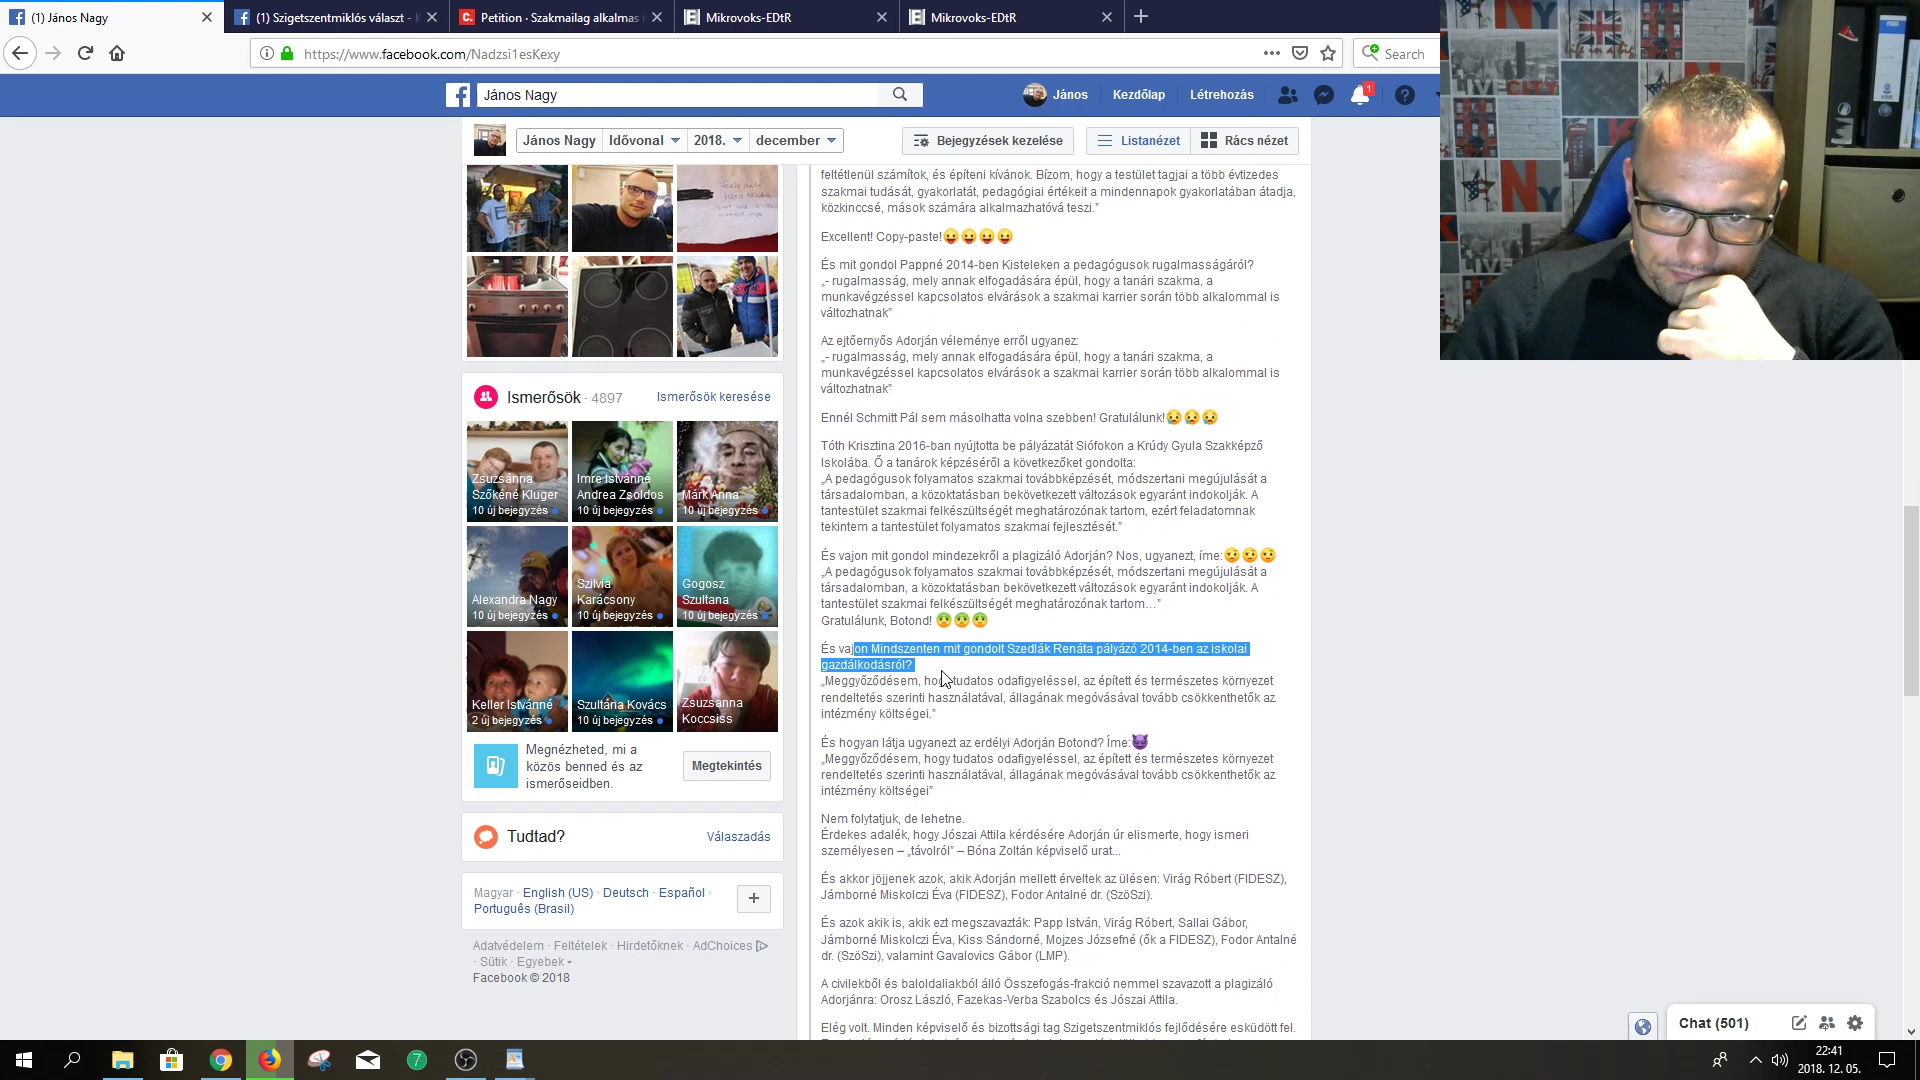 (1) János Nagy
(1) Szigetszentmiklós választ -
Petition · Szakmailag alkalmas
Mikrovoks-EDtR
Mikrovoks-EDtR
https://www.facebook.com/Nadzsi1esKexy
Search
János Nagy
János
Kezdőlap
Létrehozás
1
János Nagy
Idővonal
2018.
december
Bejegyzések kezelése
Listanézet
Rács nézet
feltétlenül számítok, és építeni kívánok. Bízom, hogy a testület tagjai a több évtizedes
szakmai tudását, gyakorlatát, pedagógiai értékeit a mindennapok gyakorlatában átadja,
közkinccsé, mások számára alkalmazhatóvá teszi.”
Excellent! Copy-paste!😛😛😛😛
És mit gondol Pappné 2014-ben Kisteleken a pedagógusok rugalmasságáról?
„- rugalmasság, mely annak elfogadására épül, hogy a tanári szakma, a
munkavégzéssel kapcsolatos elvárások a szakmai karrier során több alkalommal is
változhatnak”
Az ejtőernyős Adorján véleménye erről ugyanez:
„- rugalmasság, mely annak elfogadására épül, hogy a tanári szakma, a
munkavégzéssel kapcsolatos elvárások a szakmai karrier során több alkalommal is
változhatnak”
Ennél Schmitt Pál sem másolhatta volna szebben! Gratulálunk!😢😢😢
Tóth Krisztina 2016-ban nyújtotta be pályázatát Siófokon a Krúdy Gyula Szakképző
Iskolába. Ő a tanárok képzéséről a következőket gondolta:
„A pedagógusok folyamatos szakmai továbbképzését, módszertani megújulását a
társadalomban, a közoktatásban bekövetkezett változások egyaránt indokolják. A
tantestület szakmai felkészültségét meghatározónak tartom, ezért feladatomnak
tekintem a tantestület folyamatos szakmai fejlesztését.”
És vajon mit gondol mindezekről a plagizáló Adorján? Nos, ugyanezt, íme:
„A pedagógusok folyamatos szakmai továbbképzését, módszertani megújulását a
társadalomban, a közoktatásban bekövetkezett változások egyaránt indokolják. A
tantestület szakmai felkészültségét meghatározónak tartom…”
Gratulálunk, Botond!
És vajon Mindszenten mit gondolt Szedlák Renáta pályázó 2014-ben az iskolai
gazdálkodásról?
„Meggyőződésem, hogy tudatos odafigyeléssel, az épített és természetes környezet
rendeltetés szerinti használatával, állagának megóvásával tovább csökkenthetők az
intézmény költségei.”
És hogyan látja ugyanezt az erdélyi Adorján Botond? Íme:😈
„Meggyőződésem, hogy tudatos odafigyeléssel, az épített és természetes környezet
rendeltetés szerinti használatával, állagának megóvásával tovább csökkenthetők az
intézmény költségei”
Nem folytatjuk, de lehetne.
Érdekes adalék, hogy Jószai Attila kérdésére Adorján úr elismerte, hogy ismeri
személyesen – „távolról” – Bóna Zoltán képviselő urat...
És akkor jöjjenek azok, akik Adorján mellett érveltek az ülésen: Virág Róbert (FIDESZ),
Jámborné Miskolczi Éva (FIDESZ), Fodor Antalné dr. (SzöSzi).
És azok akik is, akik ezt megszavazták: Papp István, Virág Róbert, Sallai Gábor,
Jámborné Miskolczi Éva, Kiss Sándorné, Mojzes Józsefné (ők a FIDESZ), Fodor Antalné
dr. (SzöSzi), valamint Gavalovics Gábor (LMP).
A civilekből és baloldaliakból álló Összefogás-frakció nemmel szavazott a plagizáló
Adorjánra: Orosz László, Fazekas-Verba Szabolcs és Jószai Attila.
Elég volt. Minden képviselő és bizottsági tag Szigetszentmiklós fejlődésére esküdött fel.
Ismerősök · 4897
Ismerősök keresése
Zsuzsánna
Szőkéné Kluger
10 új bejegyzés
Imre Istvánné
Andrea Zsoldos
10 új bejegyzés
Márk Anna
10 új bejegyzés
Alexandra Nagy
10 új bejegyzés
Szilvia
Karácsony
10 új bejegyzés
Gogosz
Szultana
10 új bejegyzés
Keller Istvánné
2 új bejegyzés
Szultána Kovács
10 új bejegyzés
Zsuzsanna
Koccsiss
Megnézheted, mi a
közös benned és az
ismerőseidben.
Megtekintés
Tudtad?
Válaszadás
Magyar · English (US) · Deutsch · Español ·
Português (Brasil)
Adatvédelem · Feltételek · Hirdetőknek · AdChoices
· Sütik · Egyebek
Facebook © 2018
Chat (501)
22:41
2018. 12. 05.
LIVE CITY
NY